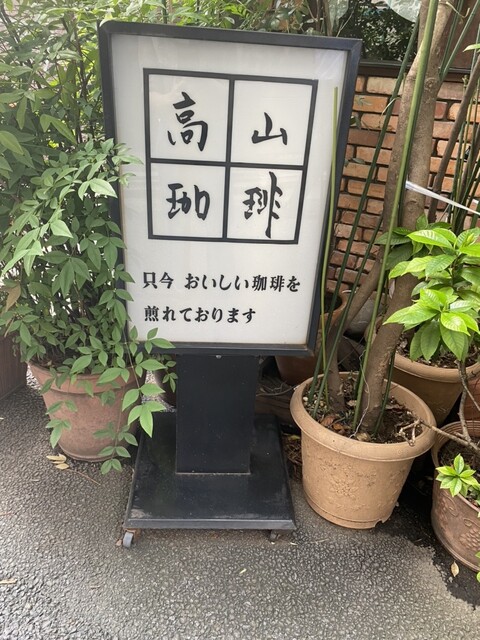 高山
珈琲
只今 おいしい珈琲を
煎れております